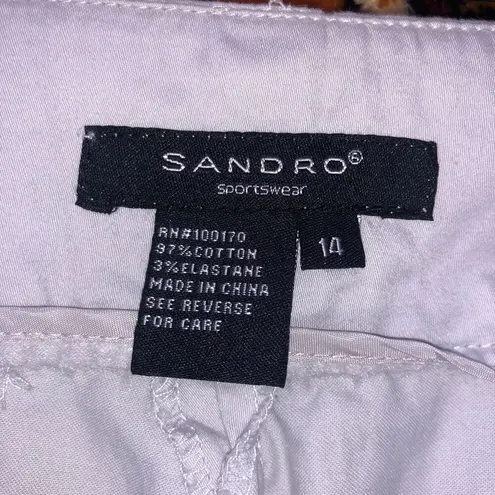 SANDRO®
Sportswear
14
RN#100170
97%COTTON
3%ELASTANE
MADE IN CHINA
SEE REVERSE
FOR CARE